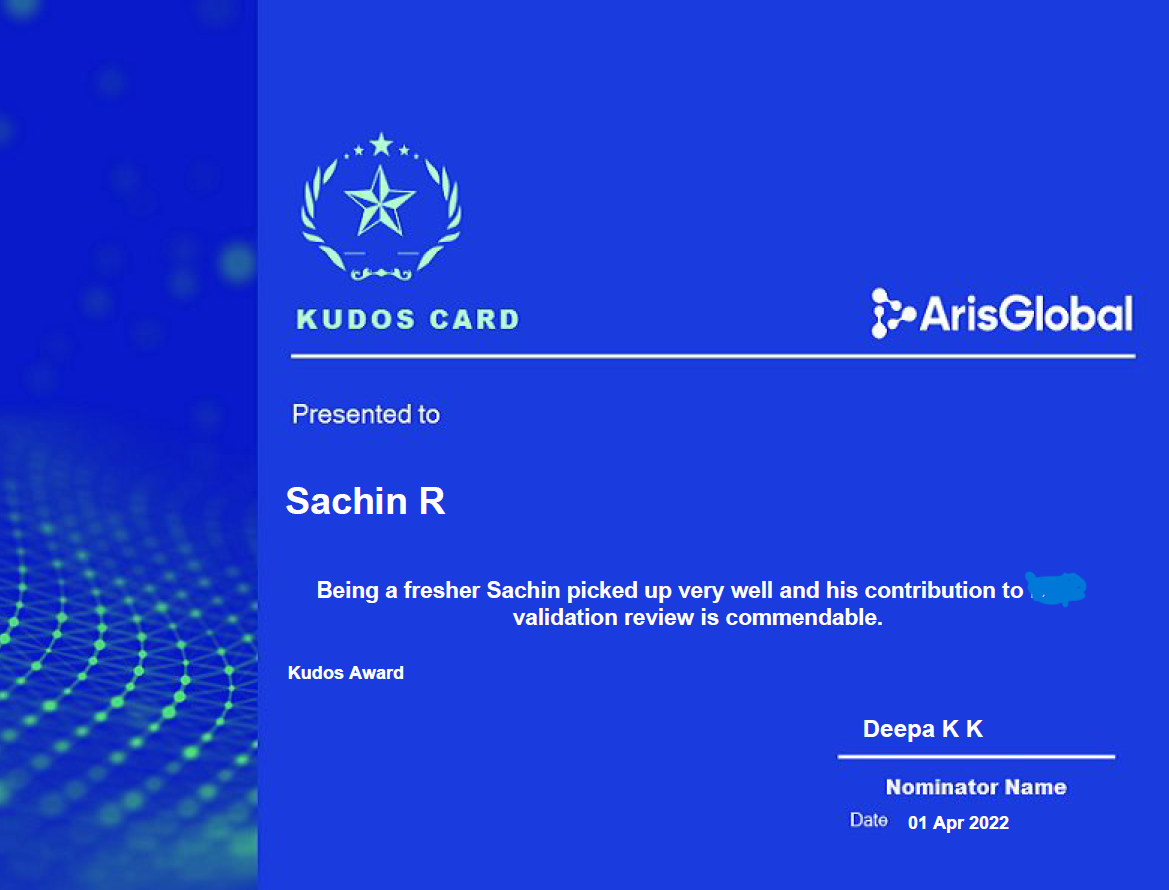 KUDOS CARD
ArisGlobal
Presented to
Sachin R
Being a fresher Sachin picked up very well and his contribution to
validation review is commendable.
Kudos Award
Deepa K K
Nominator Name
Date 01 Apr 2022